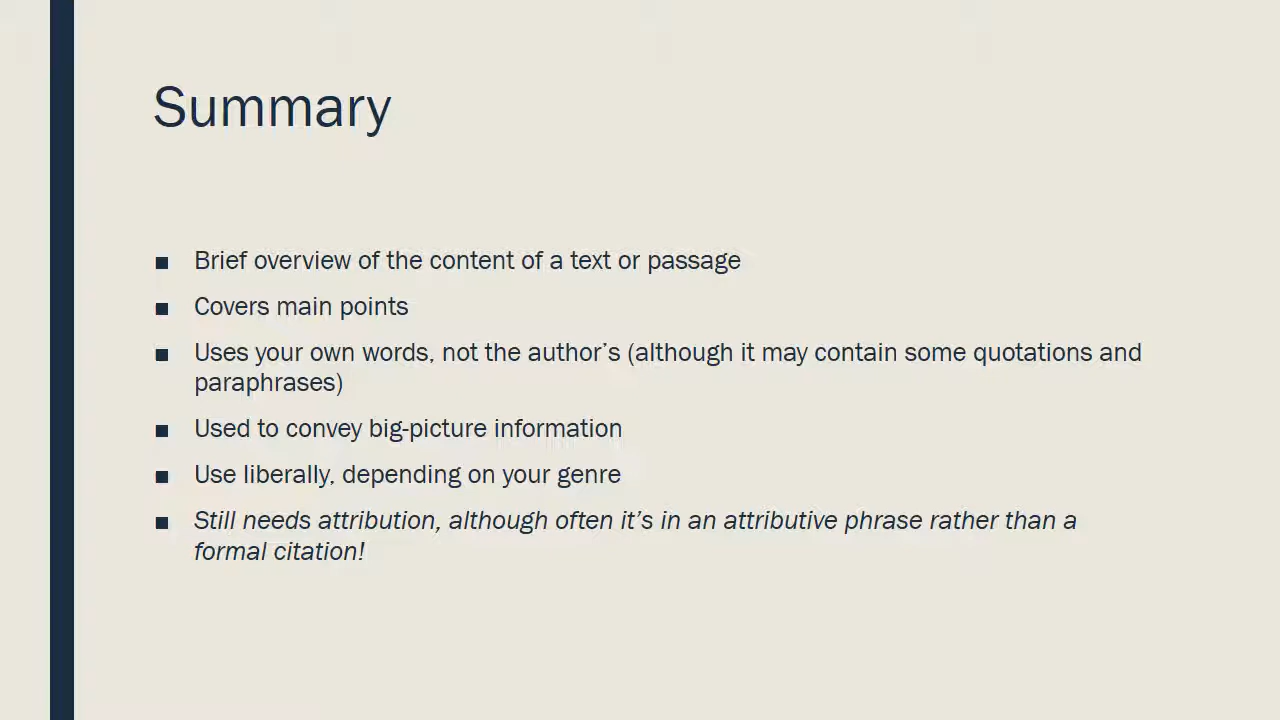 Summary
■ Brief overview of the content of a text or passage
■ Covers main points
■ Uses your own words, not the author’s (although it may contain some quotations and
paraphrases)
■ Used to convey big-picture information
■ Use liberally, depending on your genre
■ Still needs attribution, although often it’s in an attributive phrase rather than a
formal citation!